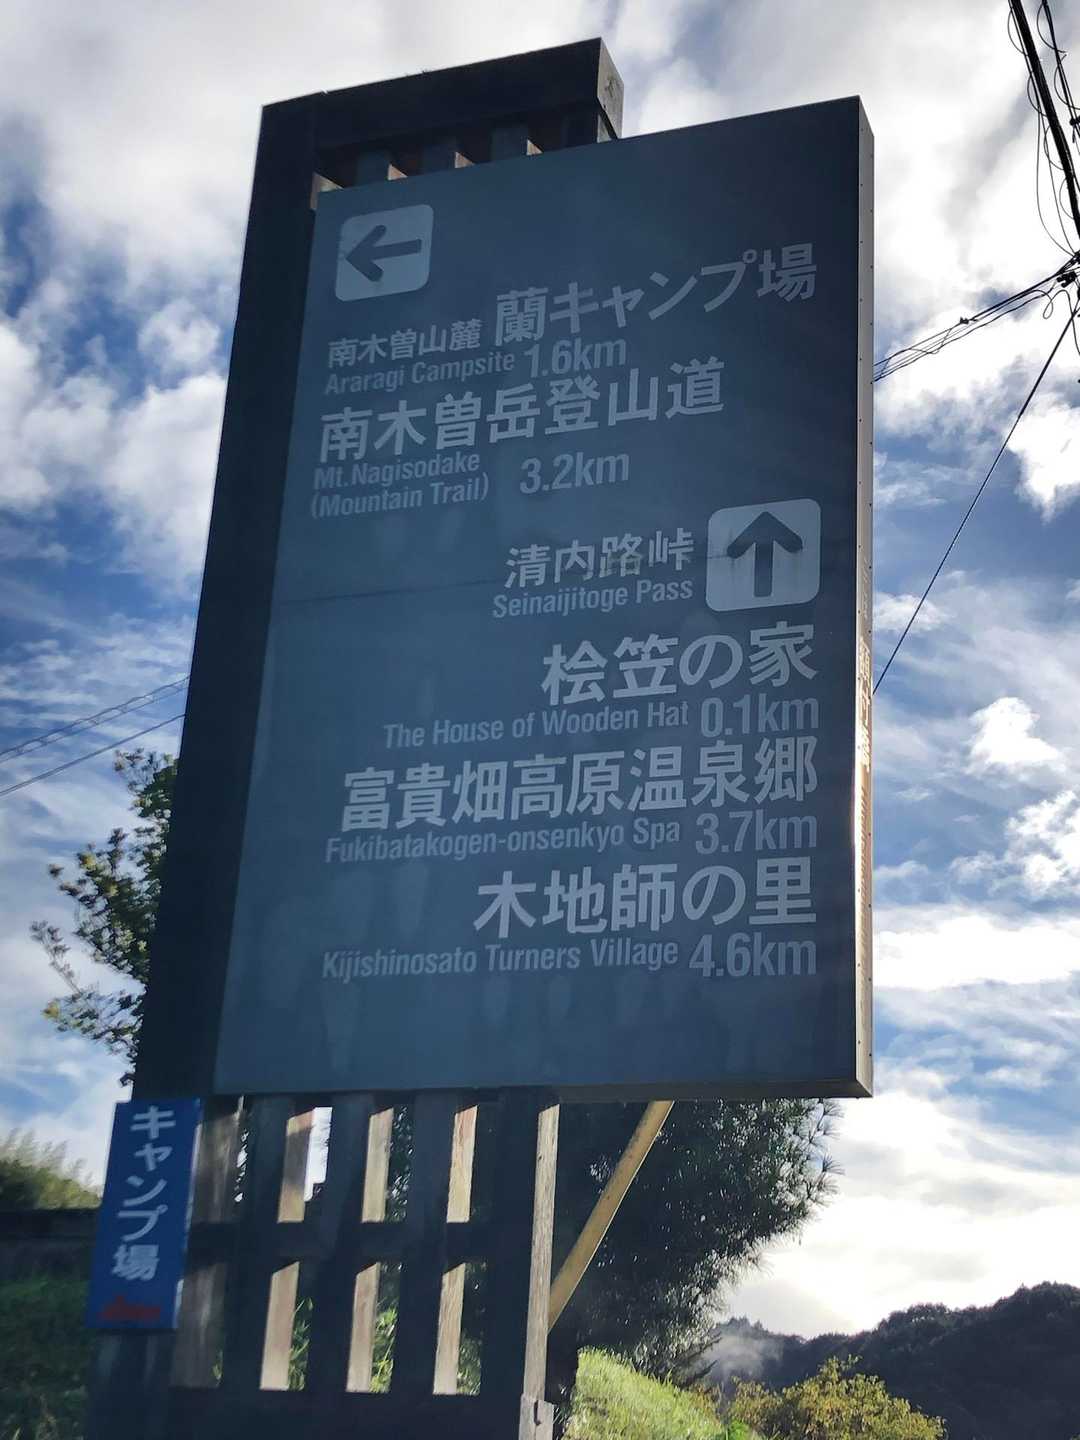 南木曽山麓 蘭キャンプ場
Araragi Campsite 1.6km
南木曽岳登山道
Mt.Nagisodake
(Mountain Trail) 3.2km
清内路峠
Seinaijitoge Pass
桧笠の家
The House of Wooden Hat 0.1km
富貴畑高原温泉郷
Fukibatakogen-onsenkyo Spa 3.7km
木地師の里
Kijishinosato Turners Village 4.6km
キャンプ場